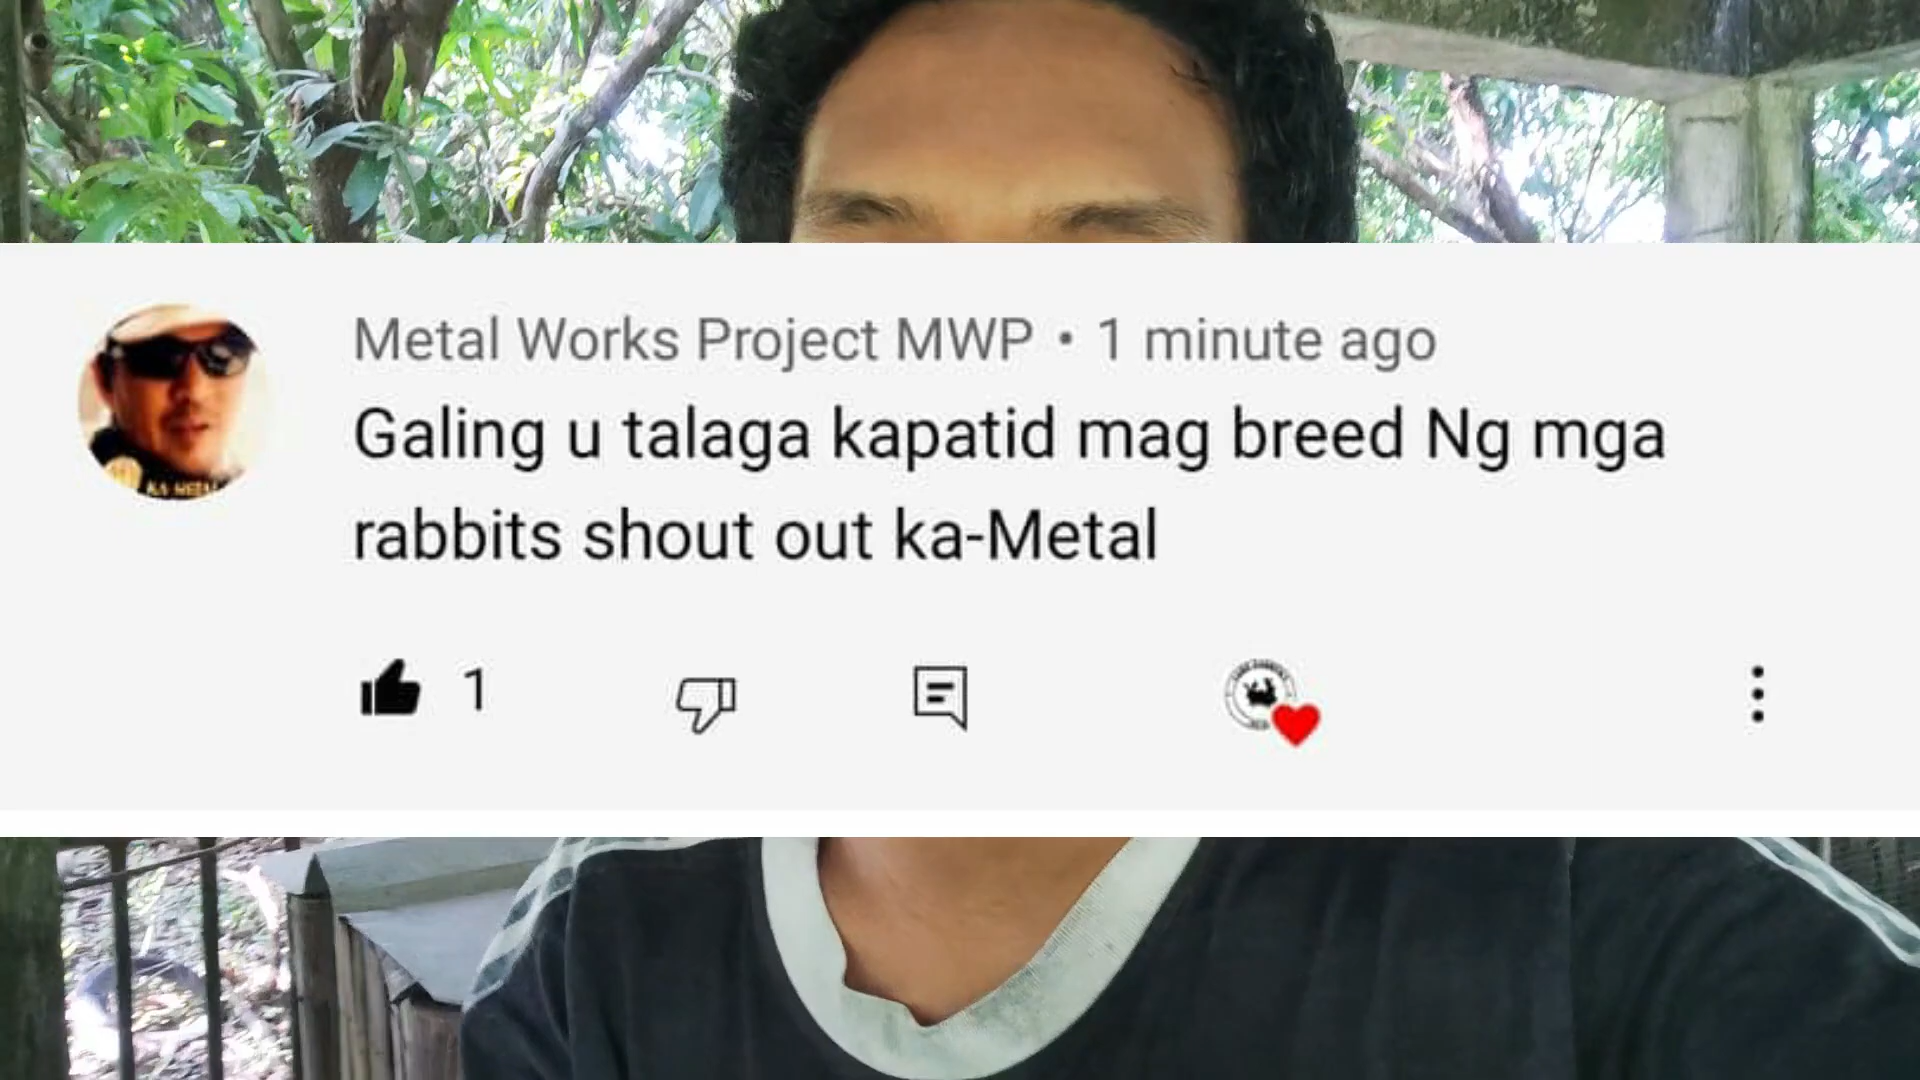 Metal Works Project MWP • 1 minute ago
Galing u talaga kapatid mag breed Ng mga
rabbits shout out ka-Metal
1